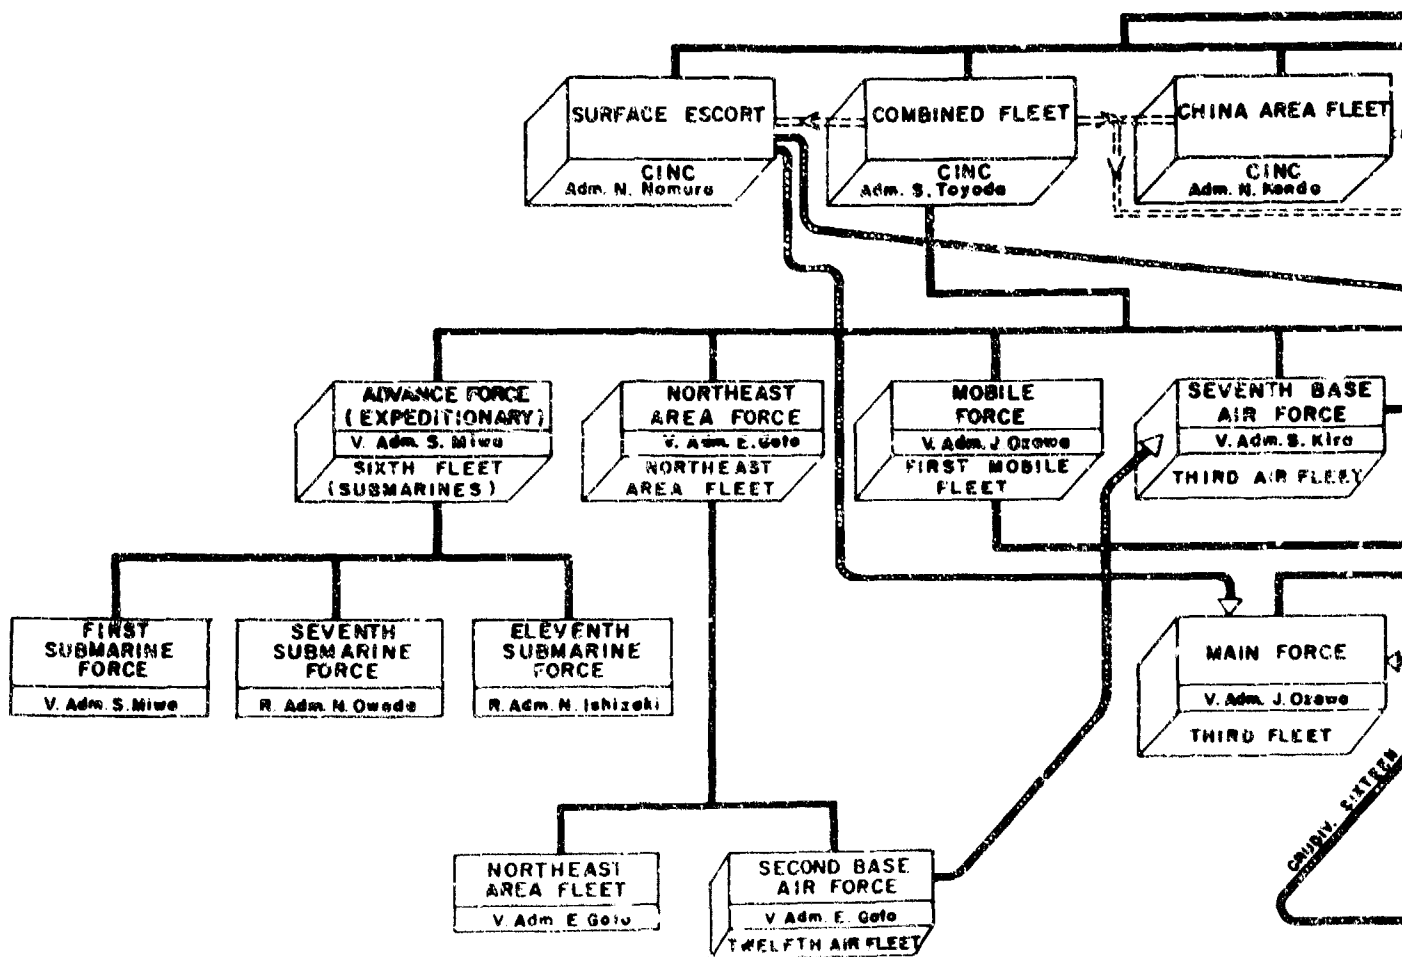 SURFACE ESCORT
CINC
Adm. N. Nomura
COMBINED FLEET
CINC
Adm. S. Toyoda
CHINA AREA FLEET
CINC
Adm. N. Kondo
ADVANCE FORCE
(EXPEDITIONARY)
V. Adm. S. Miwa
SIXTH FLEET
(SUBMARINES)
NORTHEAST
AREA FORCE
V. Adm. E. Goto
NORTHEAST
AREA FLEET
MOBILE
FORCE
V. Adm. J. Ozawa
FIRST MOBILE
FLEET
SEVENTH BASE
AIR FORCE
V. Adm. S. Kira
THIRD AIR FLEET
FIRST
SUBMARINE
FORCE
V. Adm. S. Miwa
SEVENTH
SUBMARINE
FORCE
R. Adm. N. Owada
ELEVENTH
SUBMARINE
FORCE
R. Adm. N. Ishizaki
MAIN FORCE
V. Adm. J. Ozawa
THIRD FLEET
CRUDIV. SIXTEEN
NORTHEAST
AREA FLEET
V. Adm E Goto
SECOND BASE
AIR FORCE
V Adm. E. Goto
TWELFTH AIR FLEET